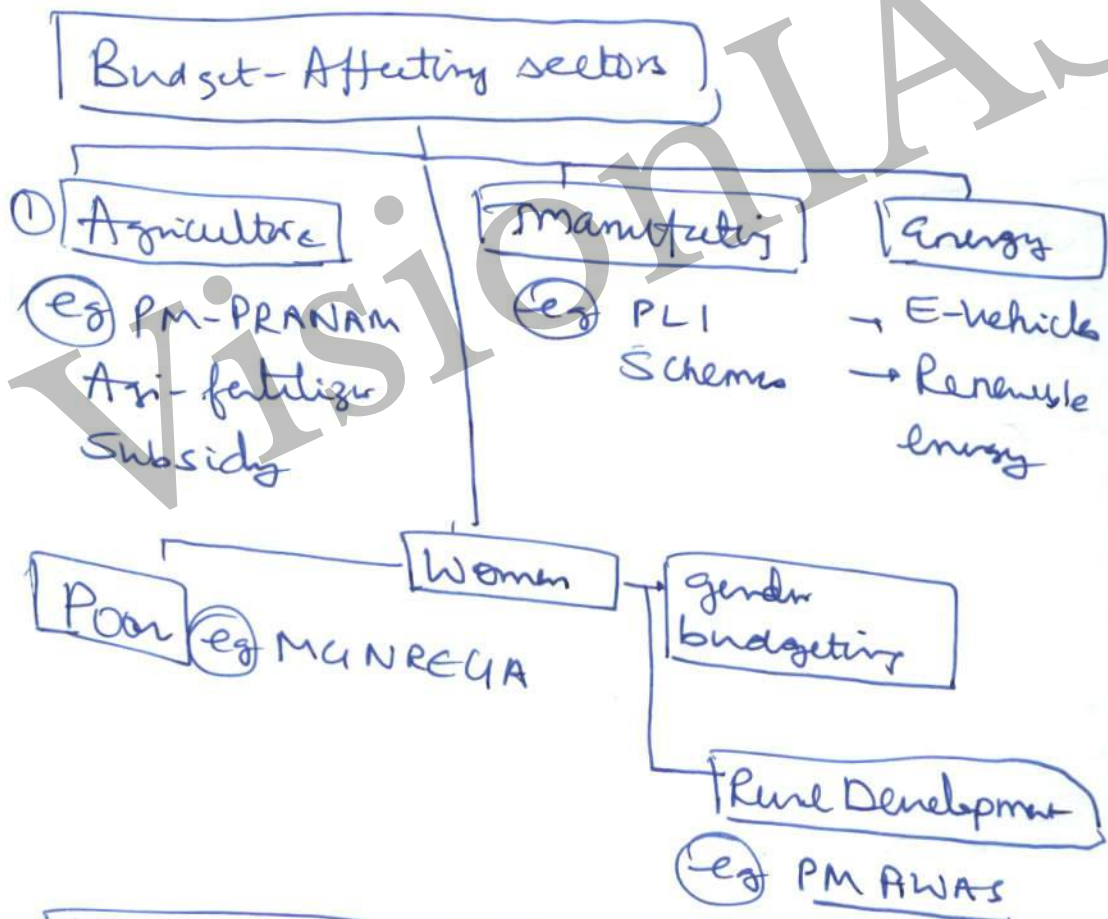 Budget-Affecting sectors
① Agriculture
eg PM-PRANAM
Agri-fertilizer
Subsidy
Manufacturing
eg PLI
Schemes
Energy
→ E-Vehicles
→ Renewable
energy
Women
Poor
eg MGNREGA
gender
budgeting
Rural Development
eg PM AWAS
VisionIAS